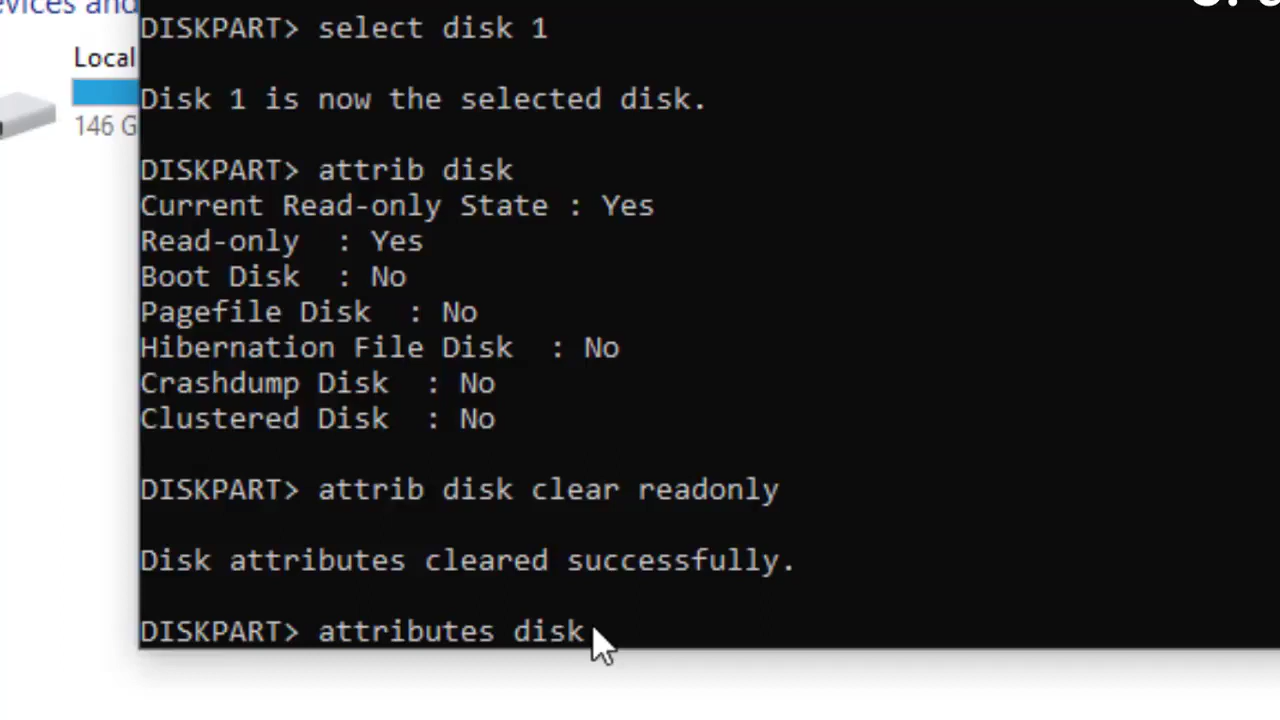 evices and
Local
146 G
DISKPART> select disk 1
Disk 1 is now the selected disk.
DISKPART> attrib disk
Current Read-only State : Yes
Read-only  : Yes
Boot Disk  : No
Pagefile Disk  : No
Hibernation File Disk  : No
Crashdump Disk  : No
Clustered Disk  : No
DISKPART> attrib disk clear readonly
Disk attributes cleared successfully.
DISKPART> attributes disk